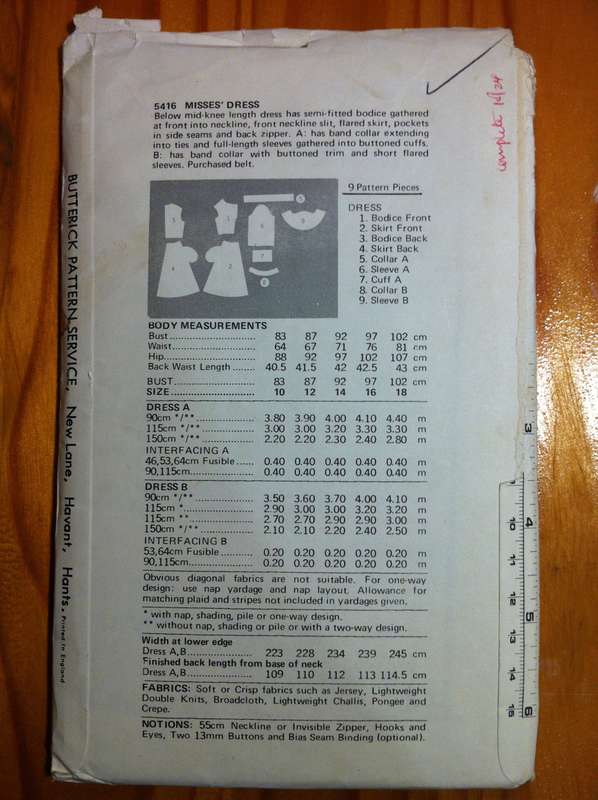 5416 MISSES' DRESS
Below mid-knee length dress has semi-fitted bodice gathered
at front into neckline, front neckline slit, flared skirt, pockets
in side seams and back zipper. A: has band collar extending
into ties and full-length sleeves gathered into buttoned cuffs.
B: has band collar with buttoned trim and short flared
sleeves. Purchased belt.
complete
9 Pattern Pieces
DRESS
1. Bodice Front
2. Skirt Front
3. Bodice Back
4. Skirt Back
5. Collar A
6. Sleeve A
7. Cuff A
8. Collar B
9. Sleeve B
BODY MEASUREMENTS
Bust 83 87 92 97 102 cm
Waist 64 67 71 76 81 cm
Hip 88 92 97 102 107 cm
Back Waist Length 40.5 41.5 42 42.5 43 cm
BUST 83 87 92 97 102 cm
SIZE 10 12 14 16 18
DRESS A
90cm */** 3.80 3.90 4.00 4.10 4.40 m
115cm */** 3.00 3.00 3.20 3.30 3.30 m
150cm */** 2.20 2.20 2.30 2.40 2.80 m
INTERFACING A
46,53,64cm Fusible 0.40 0.40 0.40 0.40 0.40 m
90,115cm 0.40 0.40 0.40 0.40 0.40 m
DRESS B
90cm */** 3.50 3.60 3.70 4.00 4.10 m
115cm * 2.90 3.00 3.00 3.20 3.20 m
115cm ** 2.70 2.70 2.90 2.90 3.00 m
150cm */** 2.10 2.10 2.20 2.40 2.50 m
INTERFACING B
53,64cm Fusible 0.20 0.20 0.20 0.20 0.20 m
90,115cm 0.20 0.20 0.20 0.20 0.20 m
Obvious diagonal fabrics are not suitable. For one-way
design: use nap yardage and nap layout. Allowance for
matching plaid and stripes not included in yardages given.
* with nap, shading, pile or one-way design.
** without nap, shading or pile or with a two-way design.
Width at lower edge
Dress A,B 223 228 234 239 245 cm
Finished back length from base of neck
Dress A,B 109 110 112 113 114.5 cm
FABRICS: Soft or Crisp fabrics such as Jersey, Lightweight
Double Knits, Broadcloth, Lightweight Challis, Pongee and
Crepe.
NOTIONS: 55cm Neckline or Invisible Zipper, Hooks and
Eyes, Two 13mm Buttons and Bias Seam Binding (optional).
BUTTERICK PATTERN SERVICE, New Lane, Havant, Hants. Printed in England
3
4
5
6
10
11
12
13
14
15